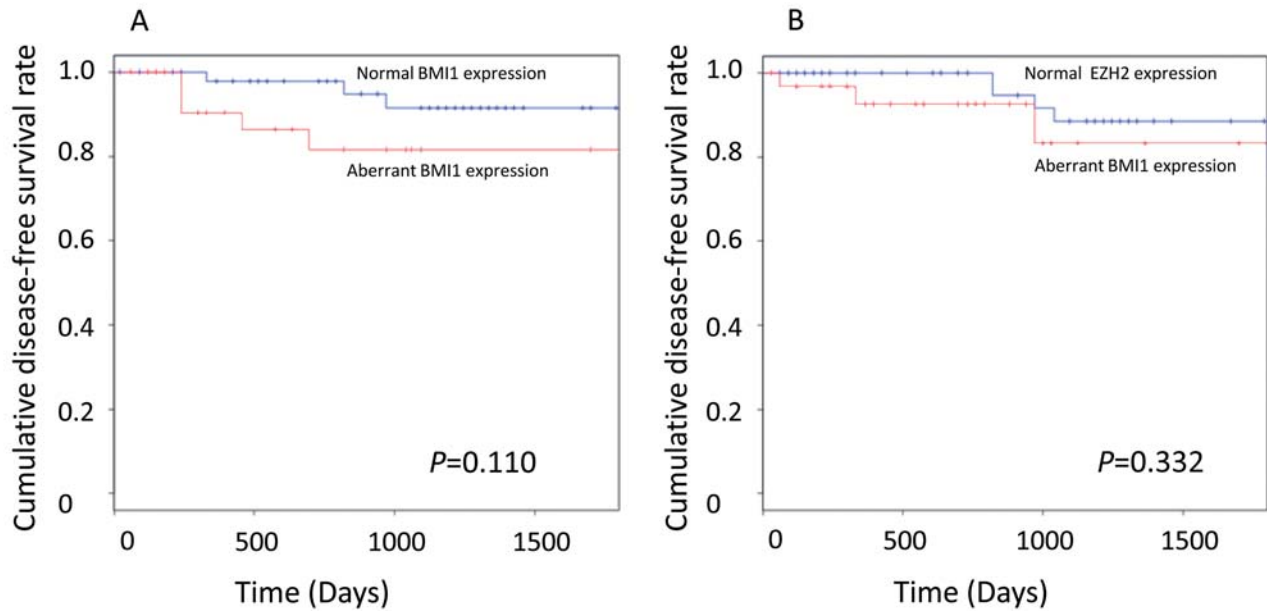 A
Cumulative disease-free survival rate
1.0
0.8
0.6
0.4
0.2
0
Normal BMI1 expression
Aberrant BMI1 expression
P=0.110
0 500 1000 1500
Time (Days)
B
Cumulative disease-free survival rate
1.0
0.8
0.6
0.4
0.2
0
Normal EZH2 expression
Aberrant BMI1 expression
P=0.332
0 500 1000 1500
Time (Days)